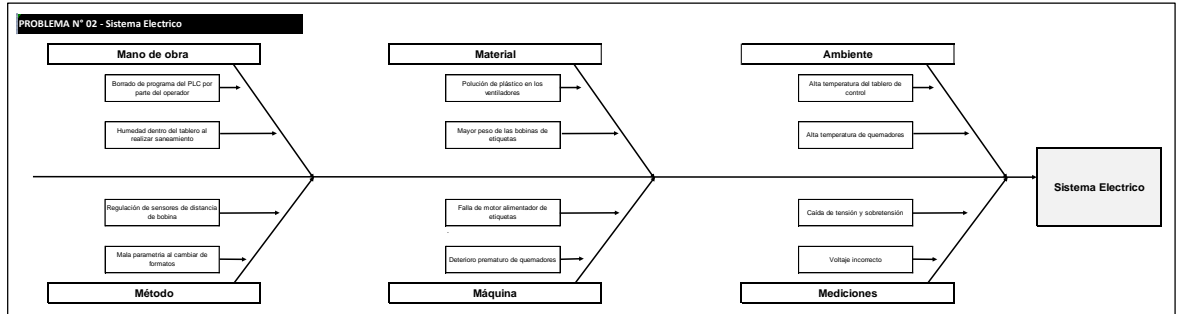 PROBLEMA N° 02 - Sistema Electrico
Mano de obra
Material
Ambiente
Borrado de programa del PLC por
parte del operador
Polución de plástico en los
ventiladores
Alta temperatura del tablero de
control
Humedad dentro del tablero al
realizar saneamiento
Mayor peso de las bobinas de
etiquetas
Alta temperatura de quemadores
Sistema Electrico
Regulación de sensores de distancia
de bobina
Falla de motor alimentador de
etiquetas
Caída de tensión y sobretensión
Mala parametria al cambiar de
formatos
Deterioro prematuro de quemadores
Voltaje incorrecto
Método
Máquina
Mediciones